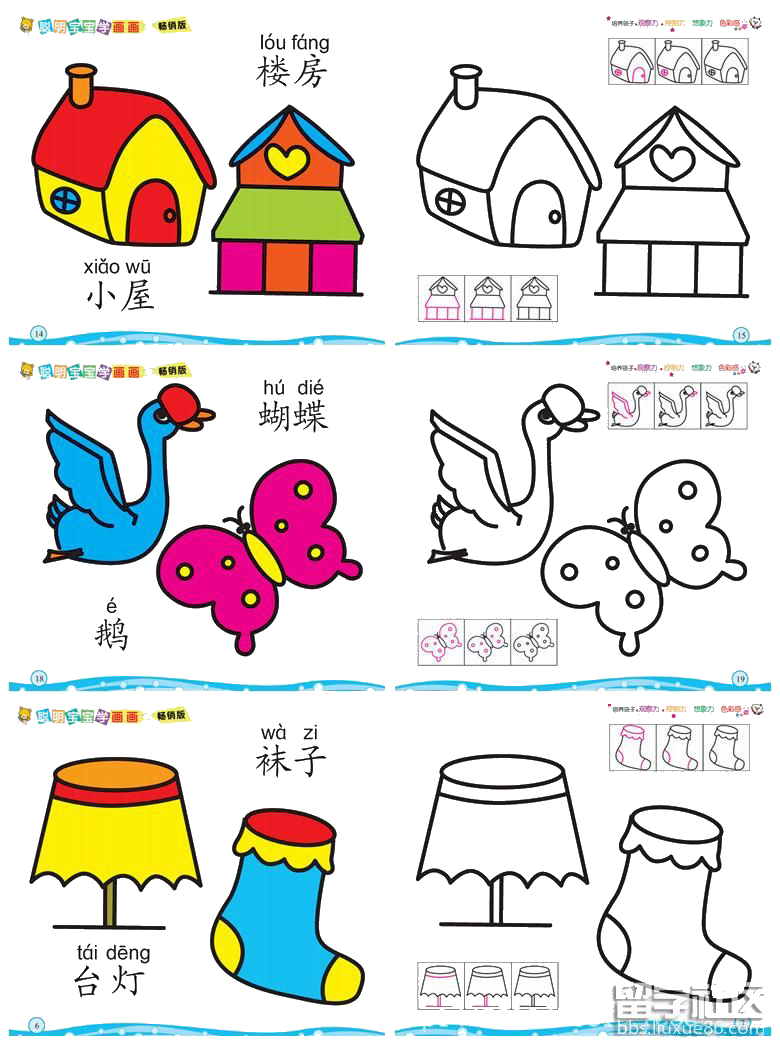 聪明宝宝学画画 畅销版
lóu fáng
楼房
xiǎo wū
小屋
14
培养孩子 观察力 控制力 想象力 色彩感
15
聪明宝宝学画画 畅销版
hú dié
蝴蝶
é
鹅
18
培养孩子 观察力 控制力 想象力 色彩感
19
聪明宝宝学画画 畅销版
wà zi
袜子
tái dēng
台灯
6
培养孩子 观察力 控制力 想象力 色彩感
留学社区
bbs.liuxue86.com